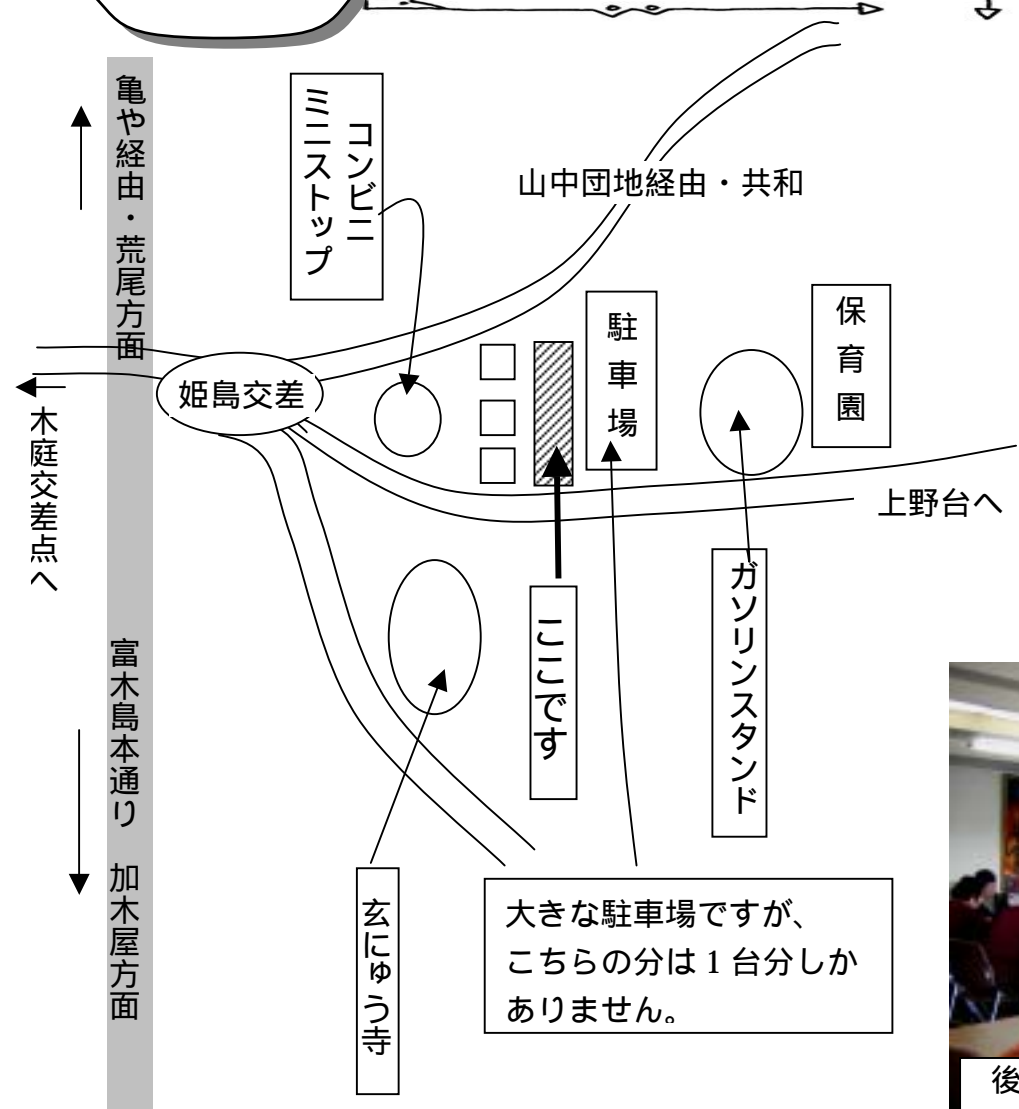 亀や経由・荒尾方面
コンビニ
ミニストップ
山中団地経由・共和
駐車場
保育園
姫島交差
木庭交差点へ
上野台へ
ここです
ガソリンスタンド
富木島本通り　加木屋方面
玄にゅう寺
大きな駐車場ですが、
こちらの分は１台分しか
ありません。
後